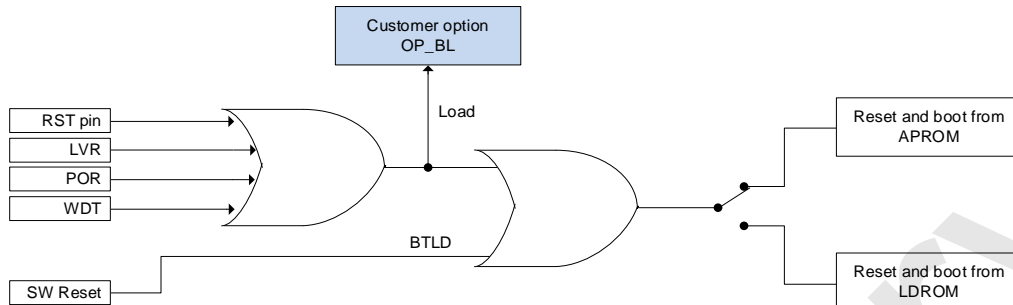 Customer option
OP_BL
Load
RST pin
LVR
POR
WDT
BTLD
SW Reset
Reset and boot from
APROM
Reset and boot from
LDROM